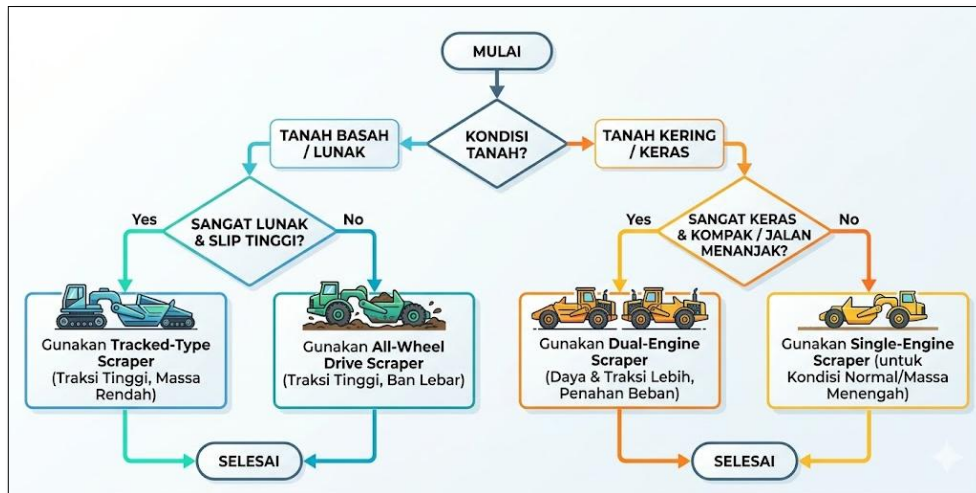 MULAI
KONDISI
TANAH?
TANAH BASAH
/ LUNAK
TANAH KERING
/ KERAS
Yes
SANGAT LUNAK
& SLIP TINGGI?
No
Yes
SANGAT KERAS
& KOMPAK / JALAN
MENANJAK?
No
Gunakan Tracked-Type
Scraper
(Traksi Tinggi, Massa
Rendah)
Gunakan All-Wheel
Drive Scraper
(Traksi Tinggi, Ban Lebar)
Gunakan Dual-Engine
Scraper
(Daya & Traksi Lebih,
Penahan Beban)
Gunakan Single-Engine
Scraper (untuk
Kondisi Normal/Massa
Menengah)
SELESAI
SELESAI